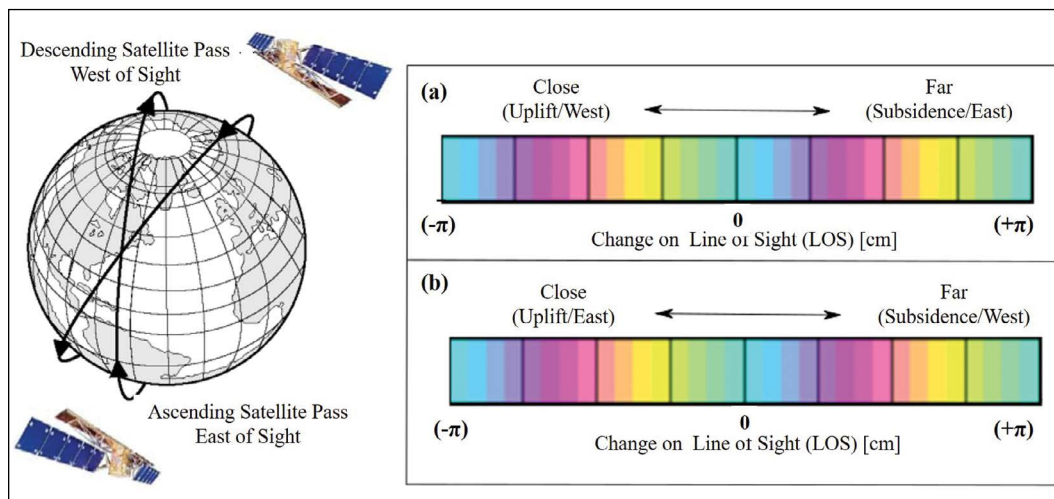 Descending Satellite Pass
West of Sight
Ascending Satellite Pass
East of Sight
(a)
Close
(Uplift/West)
Far
(Subsidence/East)
(-π)
0
(+π)
Change on Line of Sight (LOS) [cm]
(b)
Close
(Uplift/East)
Far
(Subsidence/West)
(-π)
0
(+π)
Change on Line of Sight (LOS) [cm]